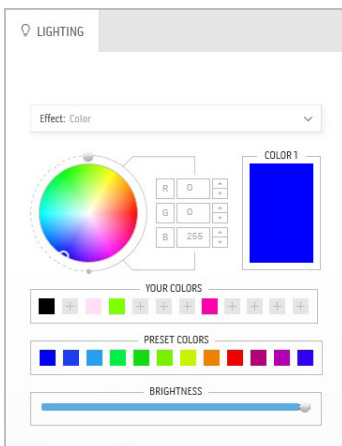 LIGHTING
Effect: Color
COLOR 1
R 0
G 0
B 255
YOUR COLORS
PRESET COLORS
BRIGHTNESS